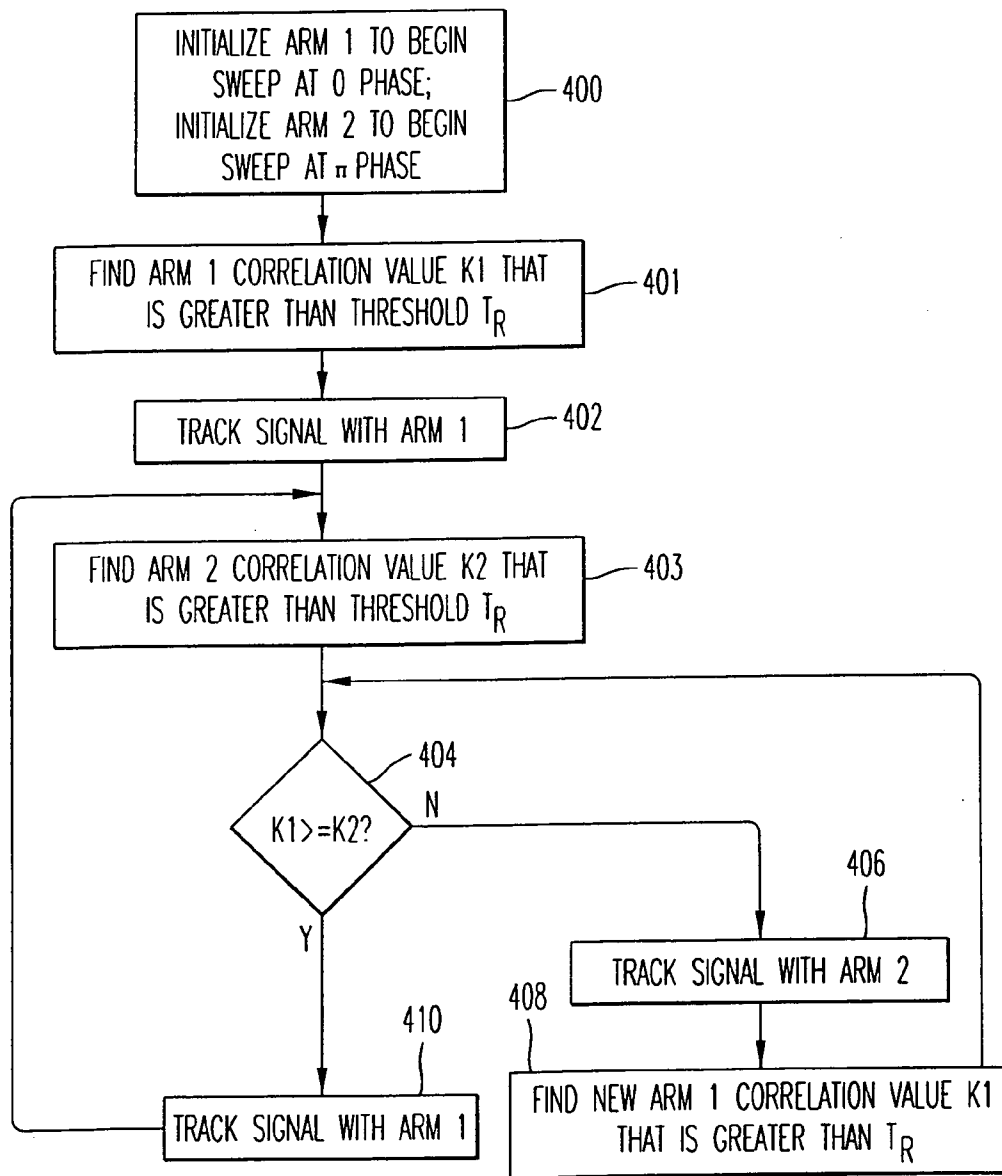 INITIALIZE ARM 1 TO BEGIN
SWEEP AT 0 PHASE;
INITIALIZE ARM 2 TO BEGIN
SWEEP AT π PHASE
400
FIND ARM 1 CORRELATION VALUE K1 THAT
IS GREATER THAN THRESHOLD TR
401
TRACK SIGNAL WITH ARM 1
402
FIND ARM 2 CORRELATION VALUE K2 THAT
IS GREATER THAN THRESHOLD TR
403
404
K1>=K2?
N
Y
406
TRACK SIGNAL WITH ARM 2
408
FIND NEW ARM 1 CORRELATION VALUE K1
THAT IS GREATER THAN TR
410
TRACK SIGNAL WITH ARM 1